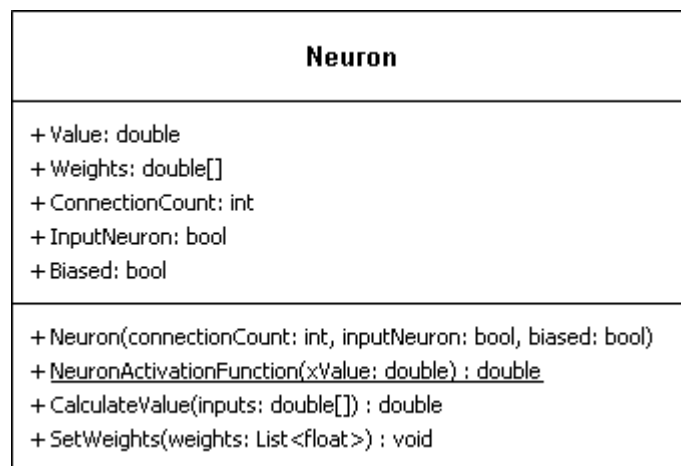 Neuron
+ Value: double
+ Weights: double[]
+ ConnectionCount: int
+ InputNeuron: bool
+ Biased: bool
+ Neuron(connectionCount: int, inputNeuron: bool, biased: bool)
+ NeuronActivationFunction(xValue: double) : double
+ CalculateValue(inputs: double[]) : double
+ SetWeights(weights: List<float>) : void